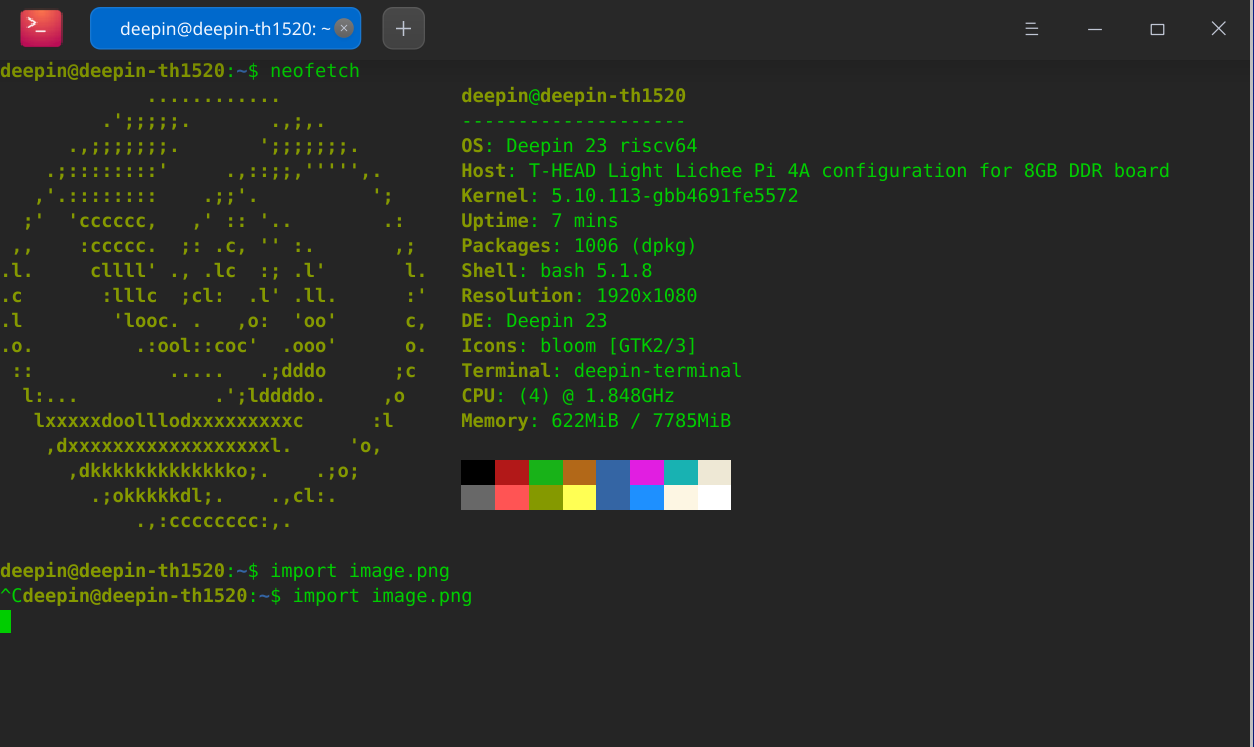 deepin@deepin-th1520: ~
deepin@deepin-th1520:~$ neofetch
............
.';;;;;.       .,;,.
.,;;;;;;;.       ';;;;;;;.
.;::::::::'     .,::;;,''''',.
,'.::::::::    .;;'.          ';
;'  'cccccc,   ,' :: '..        .:
,,    :ccccc.  ;: .c, '' :.       ,;
.l.     cllll' ., .lc  :; .l'       l.
.c       :lllc  ;cl:  .l' .ll.      :'
.l        'looc. .   ,o:  'oo'      c,
.o.         .:ool::coc'  .ooo'      o.
::            .....   .;dddo      ;c
l:...            .';lddddo.     ,o
lxxxxxdoolllodxxxxxxxxxc      :l
,dxxxxxxxxxxxxxxxxxxl.     'o,
,dkkkkkkkkkkkkko;.    .;o;
.;okkkkkdl;.    .,cl:.
.,:cccccccc:,.
deepin@deepin-th1520
--------------------
OS: Deepin 23 riscv64
Host: T-HEAD Light Lichee Pi 4A configuration for 8GB DDR board
Kernel: 5.10.113-gbb4691fe5572
Uptime: 7 mins
Packages: 1006 (dpkg)
Shell: bash 5.1.8
Resolution: 1920x1080
DE: Deepin 23
Icons: bloom [GTK2/3]
Terminal: deepin-terminal
CPU: (4) @ 1.848GHz
Memory: 622MiB / 7785MiB
deepin@deepin-th1520:~$ import image.png
^Cdeepin@deepin-th1520:~$ import image.png